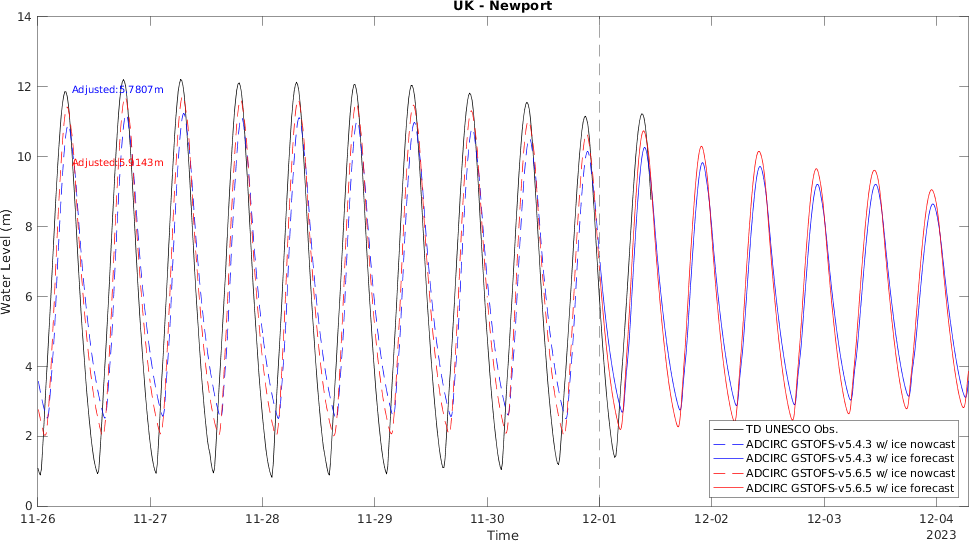 UK - Newport
14
12
10
8
6
4
2
0
Water Level (m)
Adjusted:5.7807m
Adjusted:5.9143m
TD UNESCO Obs.
ADCIRC GSTOFS-v5.4.3 w/ ice nowcast
ADCIRC GSTOFS-v5.4.3 w/ ice forecast
ADCIRC GSTOFS-v5.6.5 w/ ice nowcast
ADCIRC GSTOFS-v5.6.5 w/ ice forecast
11-26 11-27 11-28 11-29 11-30 12-01 12-02 12-03 12-04
Time
2023